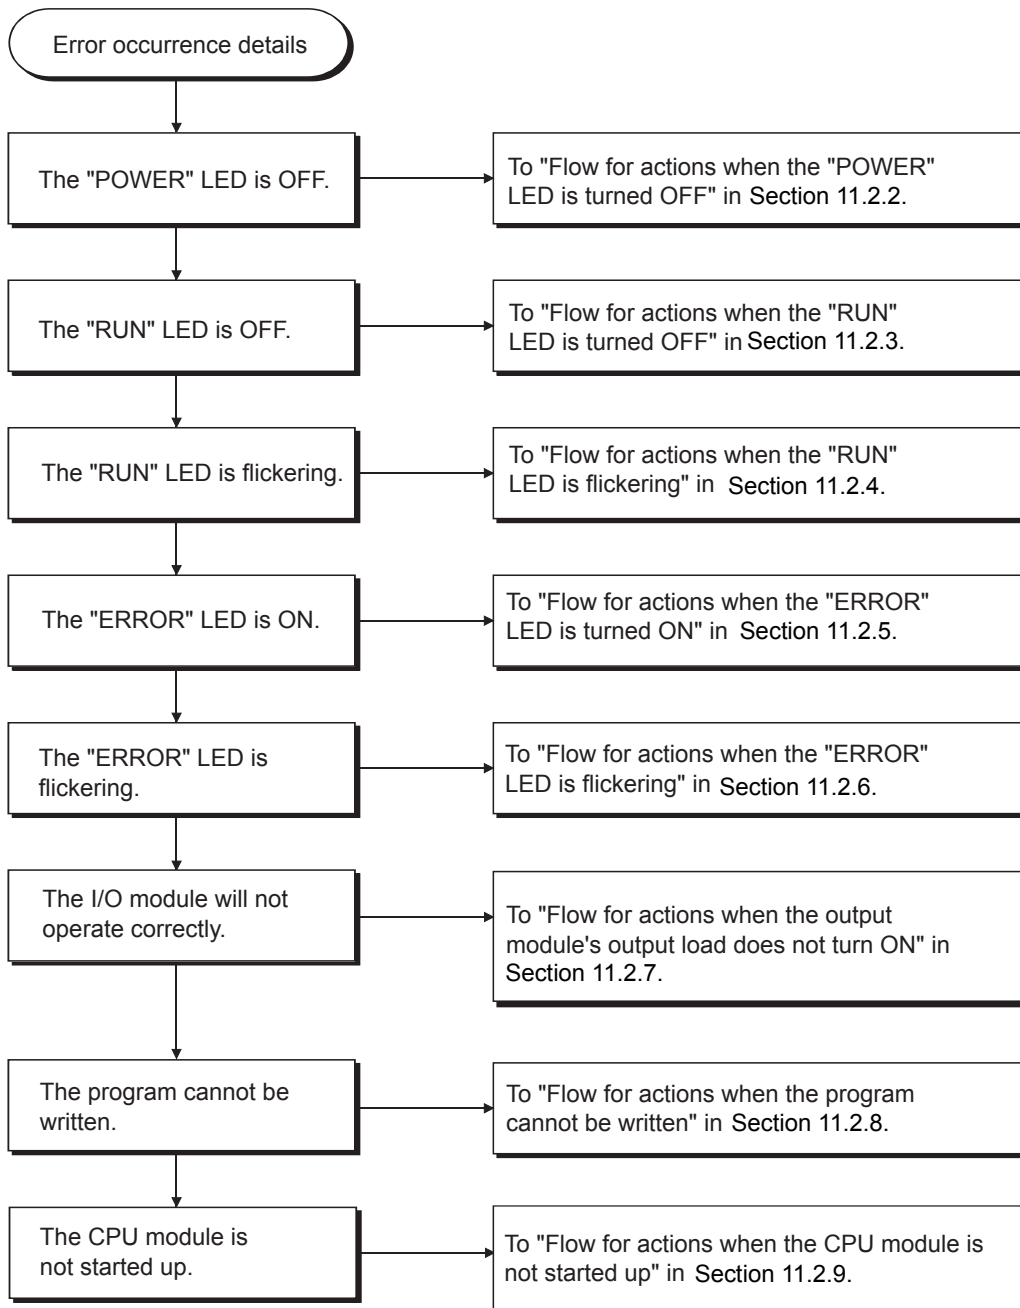 Error occurrence details
The "POWER" LED is OFF.
To "Flow for actions when the "POWER"
LED is turned OFF" in Section 11.2.2.
The "RUN" LED is OFF.
To "Flow for actions when the "RUN"
LED is turned OFF" in Section 11.2.3.
The "RUN" LED is flickering.
To "Flow for actions when the "RUN"
LED is flickering" in Section 11.2.4.
The "ERROR" LED is ON.
To "Flow for actions when the "ERROR"
LED is turned ON" in Section 11.2.5.
The "ERROR" LED is
flickering.
To "Flow for actions when the "ERROR"
LED is flickering" in Section 11.2.6.
The I/O module will not
operate correctly.
To "Flow for actions when the output
module's output load does not turn ON" in
Section 11.2.7.
The program cannot be
written.
To "Flow for actions when the program
cannot be written" in Section 11.2.8.
The CPU module is
not started up.
To "Flow for actions when the CPU module is
not started up" in Section 11.2.9.